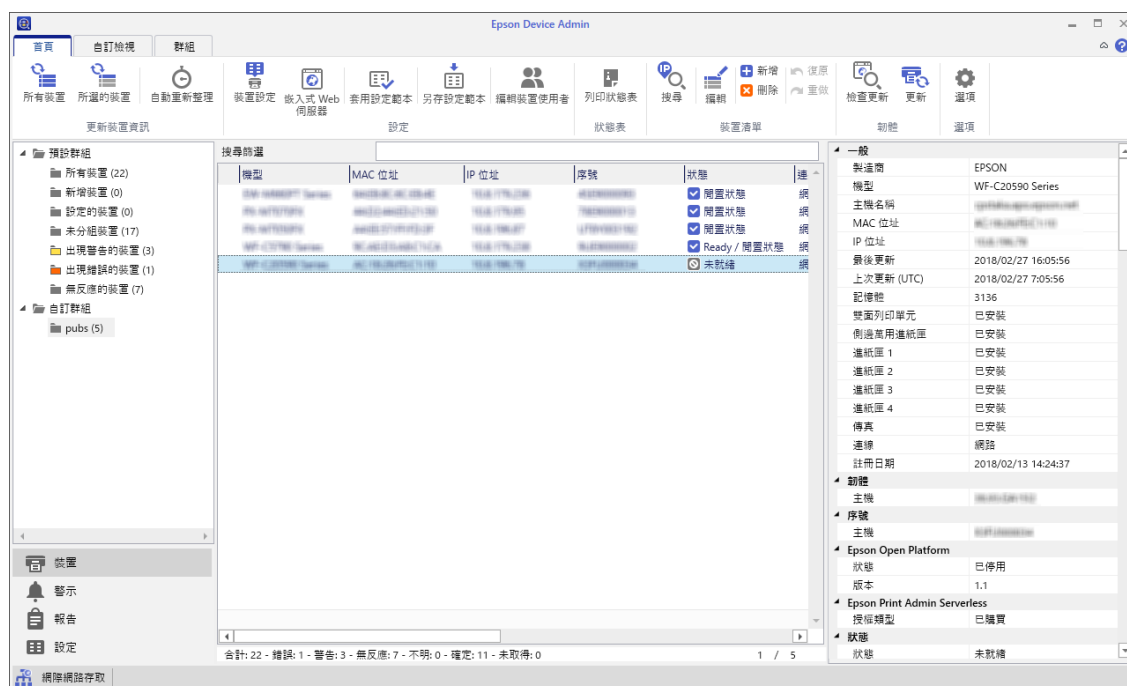 Epson Device Admin
首頁 自訂檢視 群組
所有裝置 所選的裝置 自動重新整理 裝置設定 嵌入式 Web 伺服器 套用設定範本 另存設定範本 編輯裝置使用者 列印狀態表 搜尋 編輯 新增 刪除 復原 重做 檢查更新 更新 選項
更新裝置資訊 設定 狀態表 裝置清單 韌體 選項
預設群組
所有裝置 (22)
新增裝置 (0)
設定的裝置 (0)
未分組裝置 (17)
出現警告的裝置 (3)
出現錯誤的裝置 (1)
無反應的裝置 (7)
自訂群組
pubs (5)
裝置
警示
報告
設定
搜尋篩選
機型 MAC 位址 IP 位址 序號 狀態 連
閒置狀態 網
閒置狀態 網
閒置狀態 網
Ready / 閒置狀態 網
未就緒 網
合計: 22 - 錯誤: 1 - 警告: 3 - 無反應: 7 - 不明: 0 - 確定: 11 - 未取得: 0 1 / 5
一般
製造商 EPSON
機型 WF-C20590 Series
主機名稱
MAC 位址
IP 位址
最後更新 2018/02/27 16:05:56
上次更新 (UTC) 2018/02/27 7:05:56
記憶體 3136
雙面列印單元 已安裝
側邊萬用進紙匣 已安裝
進紙匣 1 已安裝
進紙匣 2 已安裝
進紙匣 3 已安裝
進紙匣 4 已安裝
傳真 已安裝
連線 網路
註冊日期 2018/02/13 14:24:37
韌體
主機
序號
主機
Epson Open Platform
狀態 已停用
版本 1.1
Epson Print Admin Serverless
授權類型 已購買
狀態
狀態 未就緒
網際網路存取